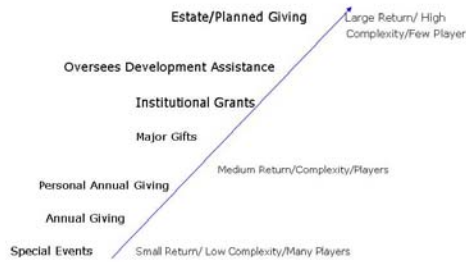 Estate/Planned Giving
Large Return/ High
Complexity/Few Player
Oversees Development Assistance
Institutional Grants
Major Gifts
Medium Return/Complexity/Players
Personal Annual Giving
Annual Giving
Special Events
Small Return/ Low Complexity/Many Players